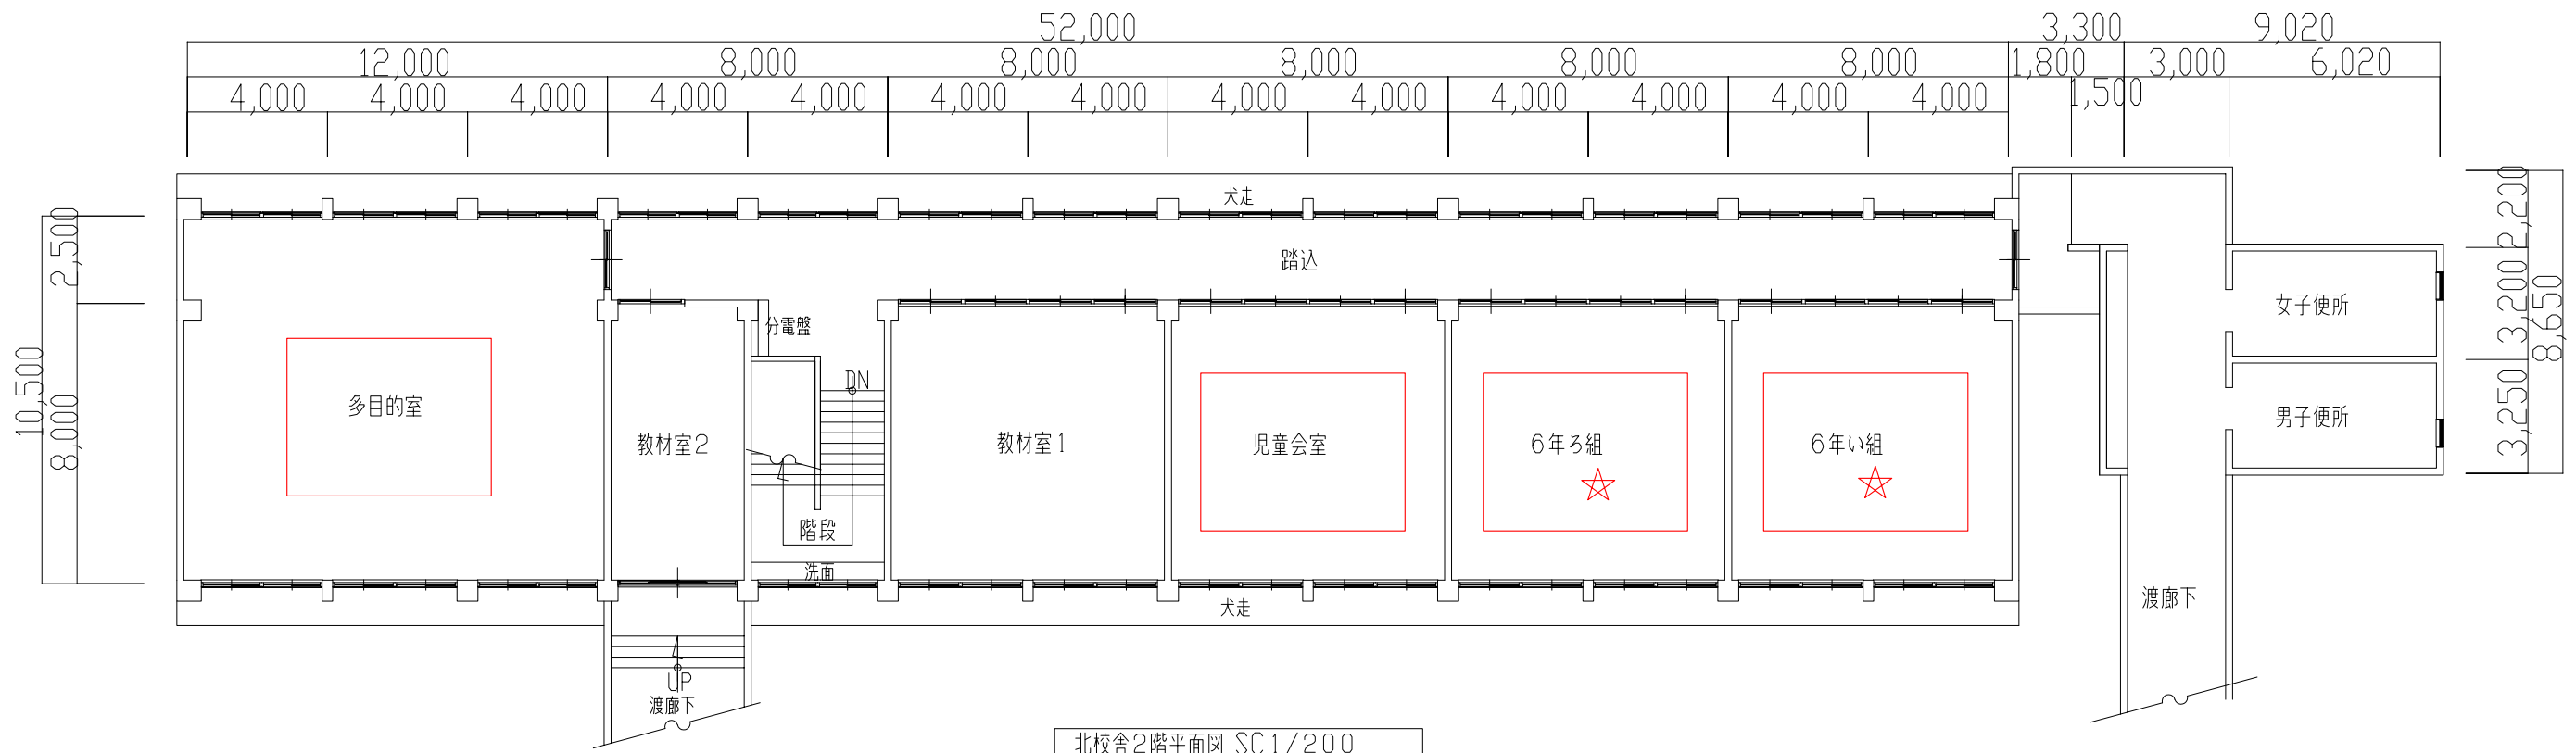 52,000
3,300
9,020
12,000
8,000
8,000
8,000
8,000
8,000
1,800
3,000
6,020
4,000
4,000
4,000
4,000
4,000
4,000
4,000
4,000
4,000
4,000
4,000
4,000
4,000
1,500
犬走
踏込
分電盤
DN
多目的室
教材室2
教材室1
児童会室
6年ろ組
6年い組
女子便所
男子便所
階段
洗面
犬走
渡廊下
UP
渡廊下
10,500
2,500
8,000
2,200
3,200
3,250
8,650
北校舎2階平面図 SC1/200